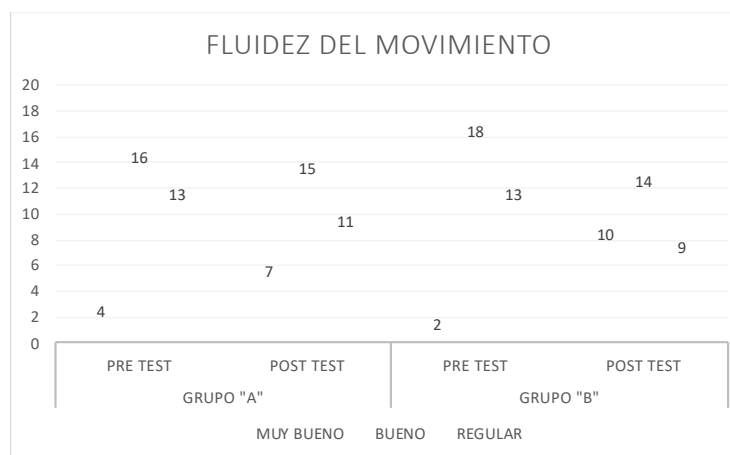 FLUIDEZ DEL MOVIMIENTO
20
18
16
14
12
10
8
6
4
2
0
4
16
13
7
15
11
2
18
13
10
14
9
PRE TEST
POST TEST
PRE TEST
POST TEST
GRUPO "A"
GRUPO "B"
MUY BUENO BUENO REGULAR